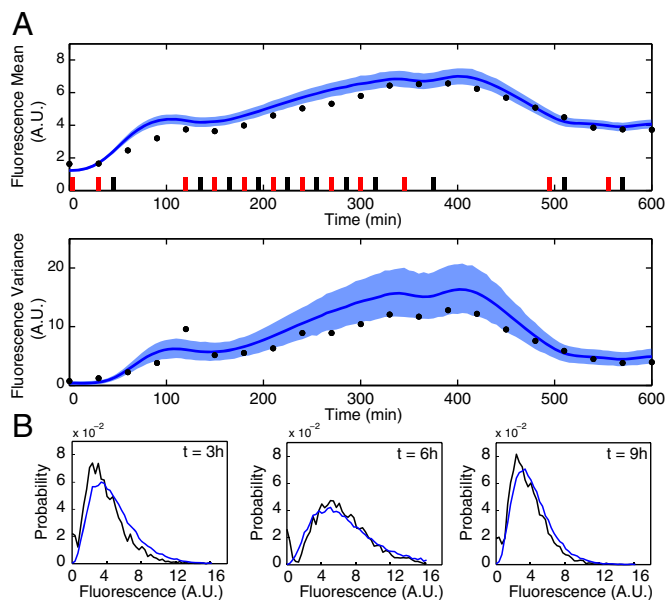 A
Fluorescence Mean
(A.U.)
8
6
4
2
0
0
100
200
300
400
500
600
Time (min)
Fluorescence Variance
(A.U.)
20
10
0
0
100
200
300
400
500
600
Time (min)
B
x 10⁻²
t = 3h
Probability
8
6
4
2
0
0
4
8
12
16
Fluorescence (A.U.)
x 10⁻²
t = 6h
Probability
8
6
4
2
0
0
4
8
12
16
Fluorescence (A.U.)
x 10⁻²
t = 9h
Probability
8
6
4
2
0
0
4
8
12
16
Fluorescence (A.U.)